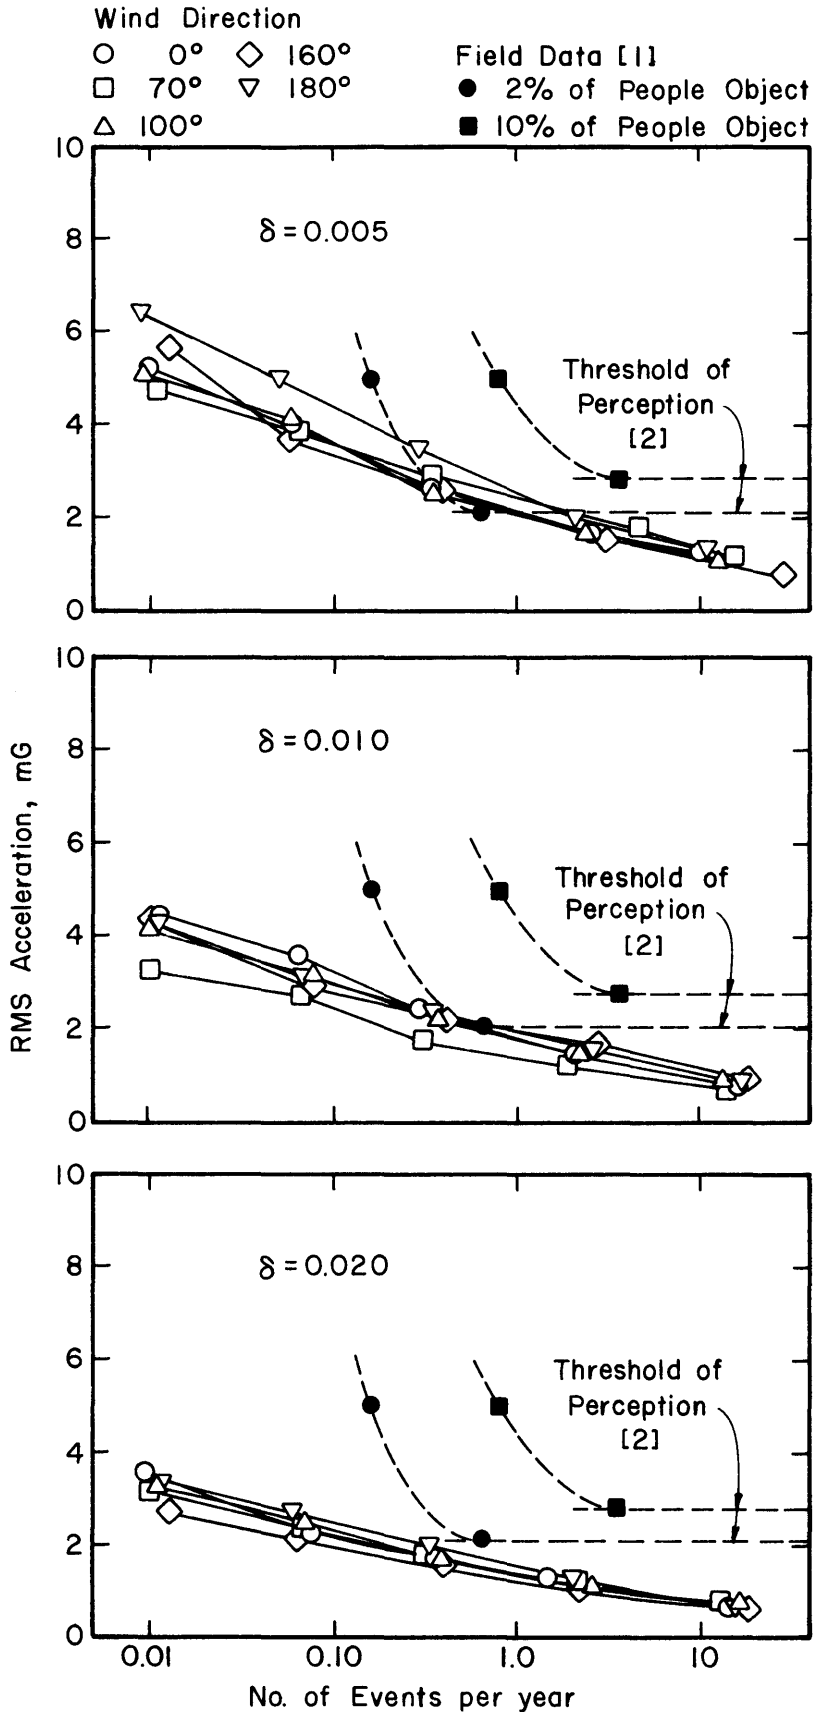 Wind Direction
○ 0° ◇ 160°
□ 70° ▽ 180°
△ 100°
Field Data [1]
● 2% of People Object
■ 10% of People Object
10
8
6
4
2
0
δ=0.005
Threshold of
Perception
[2]
10
8
6
4
2
0
δ=0.010
Threshold of
Perception
[2]
RMS Acceleration, mG
10
8
6
4
2
0
δ=0.020
Threshold of
Perception
[2]
0.01 0.10 1.0 10
No. of Events per year